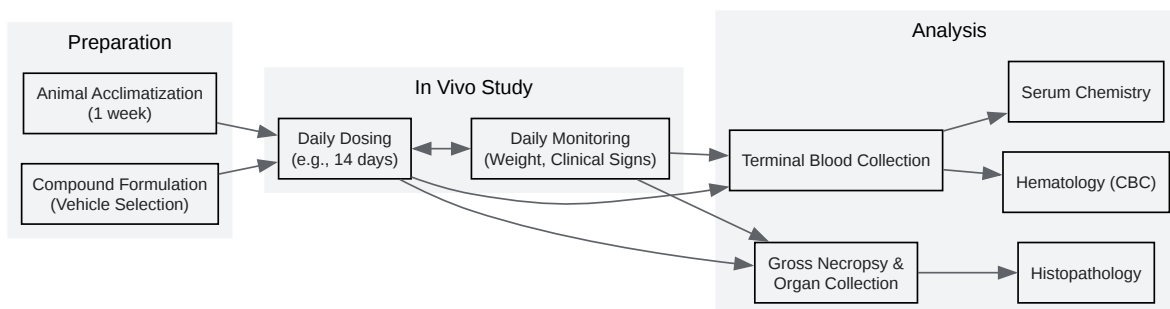 Preparation
Animal Acclimatization
(1 week)
Compound Formulation
(Vehicle Selection)
In Vivo Study
Daily Dosing
(e.g., 14 days)
Daily Monitoring
(Weight, Clinical Signs)
Analysis
Terminal Blood Collection
Serum Chemistry
Hematology (CBC)
Gross Necropsy &
Organ Collection
Histopathology